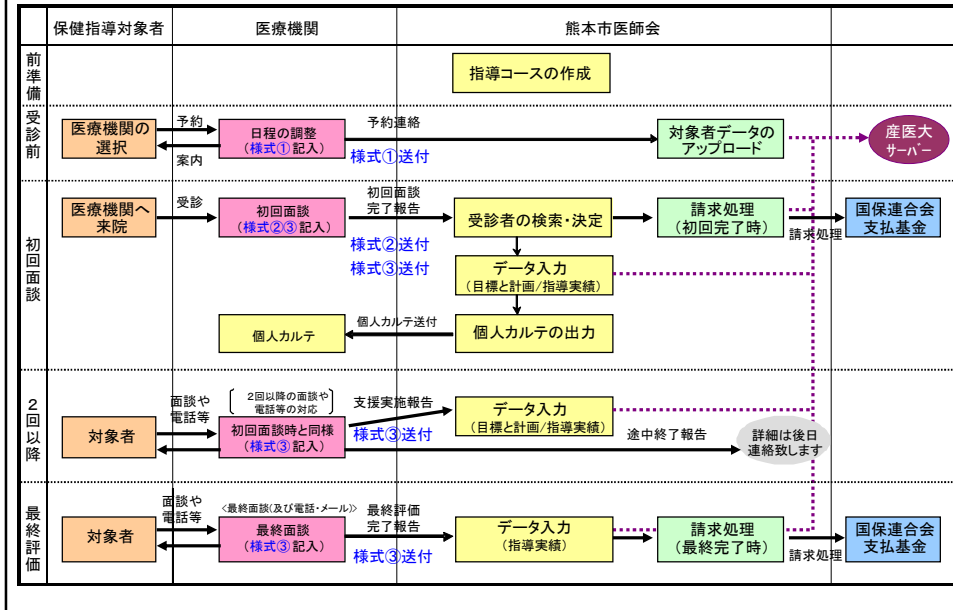 保健指導対象者
医療機関
熊本市医師会
前準備
指導コースの作成
受診前
医療機関の
選択
予約
案内
日程の調整
(様式①記入)
予約連絡
様式①送付
対象者データの
アップロード
産医大
サーバー
初回面談
医療機関へ
来院
受診
初回面談
(様式②③記入)
初回面談
完了報告
様式②送付
様式③送付
受診者の検索・決定
請求処理
(初回完了時)
請求処理
国保連合会
支払基金
データ入力
(目標と計画/指導実績)
個人カルテ
個人カルテ送付
個人カルテの出力
2回以降
対象者
面談や
電話等
2回以降の面談や
電話等の対応
初回面談時と同様
(様式③記入)
支援実施報告
様式③送付
データ入力
(目標と計画/指導実績)
途中終了報告
詳細は後日
連絡致します
最終評価
対象者
面談や
電話等
<最終面談(及び電話・メール)>
最終面談
(様式③記入)
最終評価
完了報告
様式③送付
データ入力
(指導実績)
請求処理
(最終完了時)
請求処理
国保連合会
支払基金